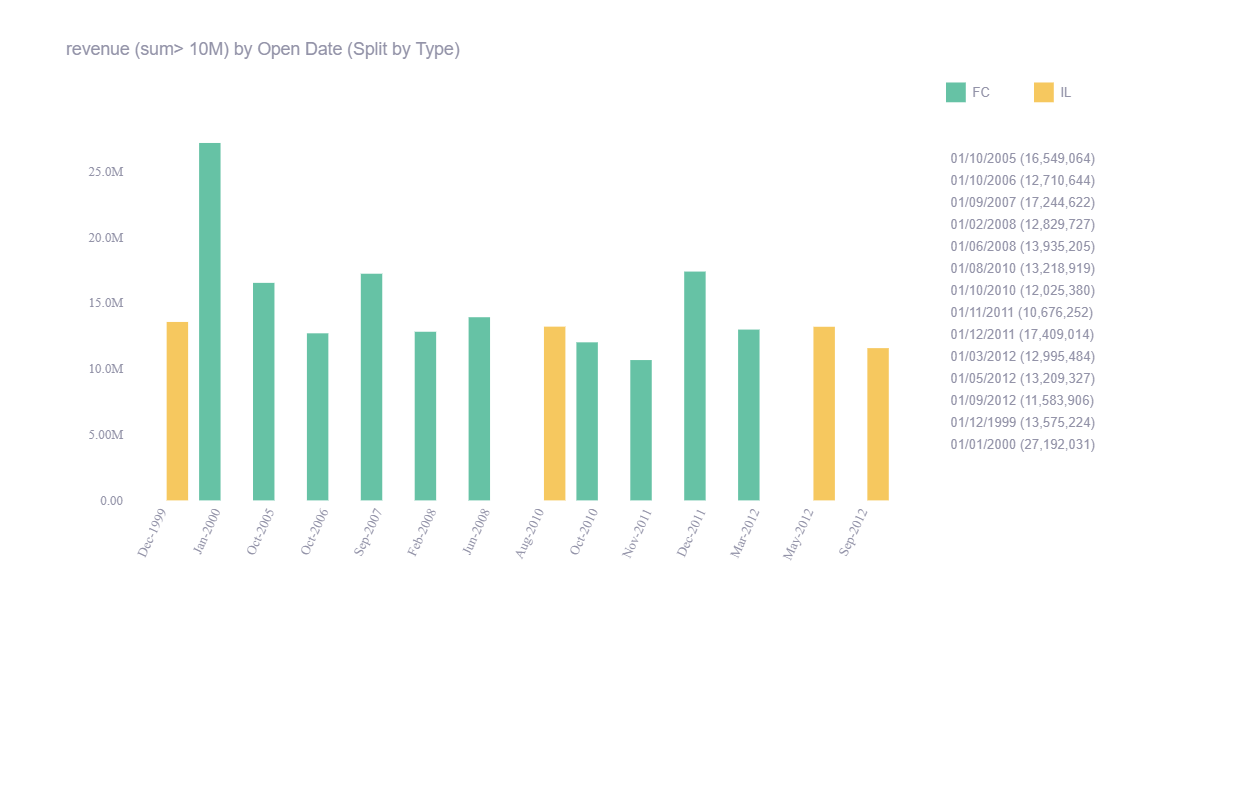 revenue (sum> 10M) by Open Date (Split by Type)
FC
IL
25.0M
20.0M
15.0M
10.0M
5.00M
0.00
Dec-1999
Jan-2000
Oct-2005
Oct-2006
Sep-2007
Feb-2008
Jun-2008
Aug-2010
Oct-2010
Nov-2011
Dec-2011
Mar-2012
May-2012
Sep-2012
01/10/2005 (16,549,064)
01/10/2006 (12,710,644)
01/09/2007 (17,244,622)
01/02/2008 (12,829,727)
01/06/2008 (13,935,205)
01/08/2010 (13,218,919)
01/10/2010 (12,025,380)
01/11/2011 (10,676,252)
01/12/2011 (17,409,014)
01/03/2012 (12,995,484)
01/05/2012 (13,209,327)
01/09/2012 (11,583,906)
01/12/1999 (13,575,224)
01/01/2000 (27,192,031)